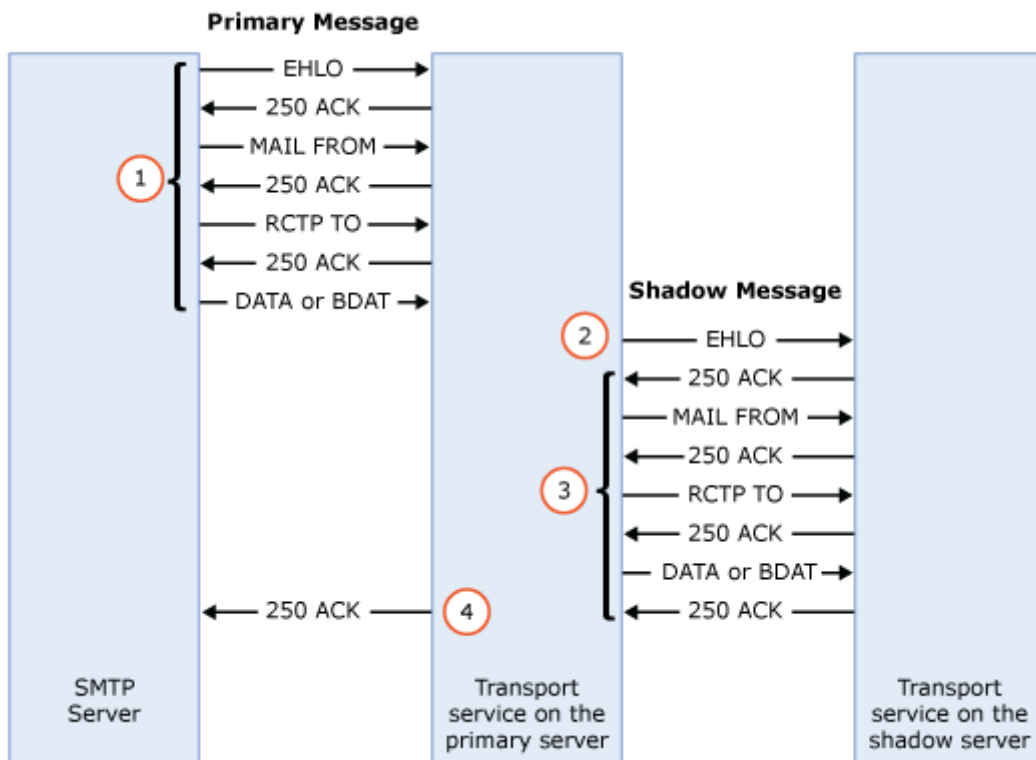 Primary Message
EHLO
250 ACK
MAIL FROM
1
250 ACK
RCTP TO
250 ACK
DATA or BDAT
Shadow Message
2
EHLO
250 ACK
MAIL FROM
250 ACK
3
RCTP TO
250 ACK
DATA or BDAT
250 ACK
4
250 ACK
SMTP
Server
Transport
service on the
primary server
Transport
service on the
shadow server